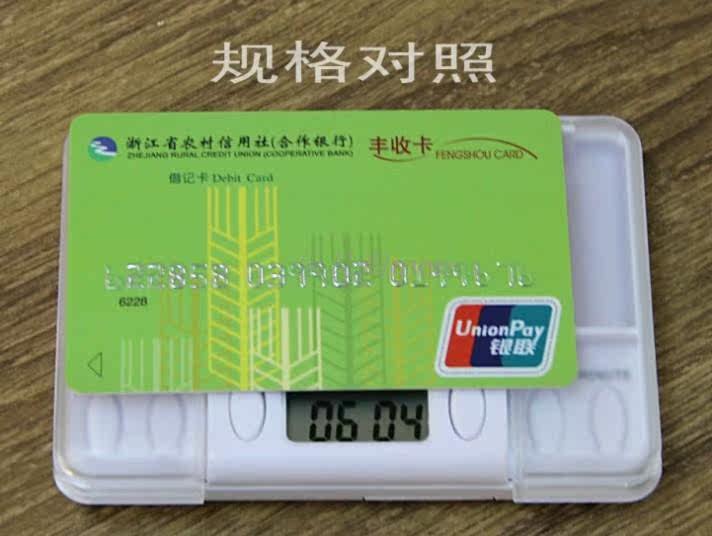 规格对照
浙江省农村信用社(合作银行)
ZHEJIANG RURAL CREDIT UNION (COOPERATIVE BANK)
丰收卡
FENGSHOU CARD
借记卡 Debit Card
6228
UnionPay
银联
06 04